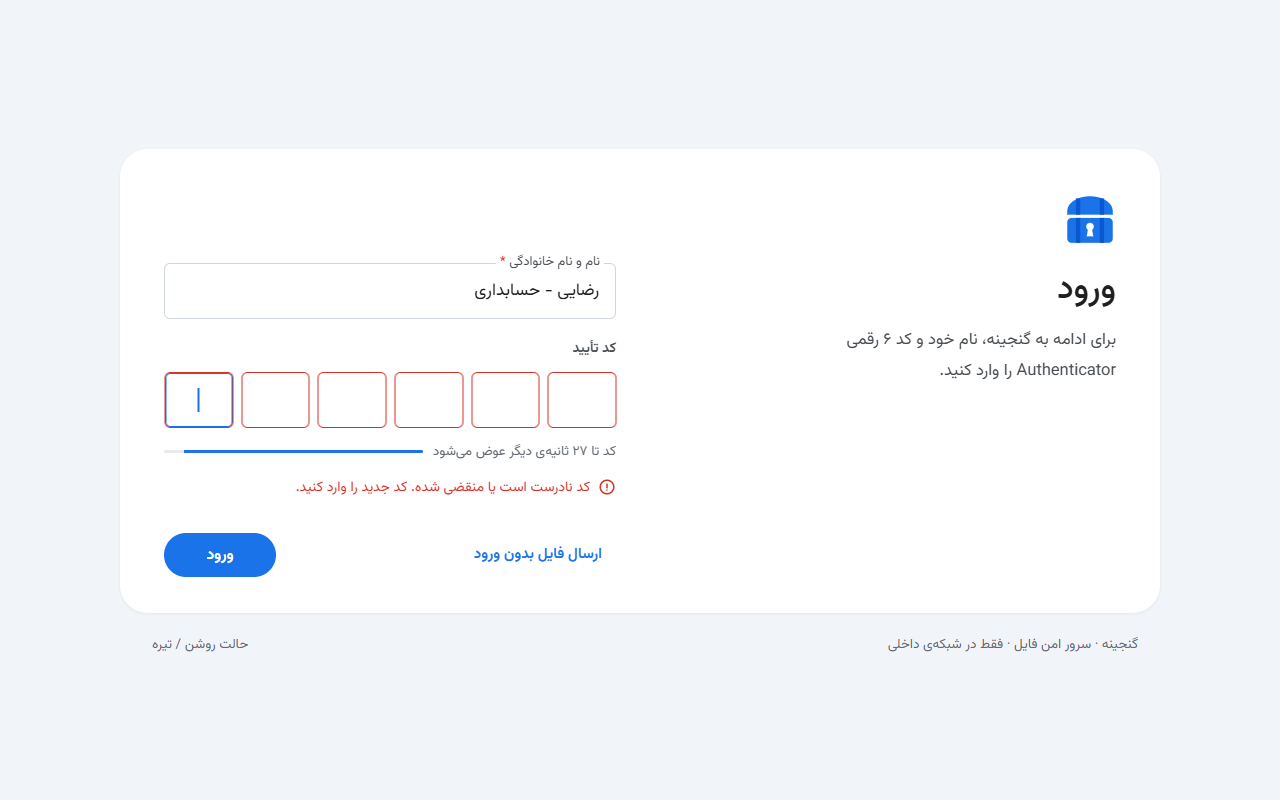 ورود
برای ادامه به گنجینه، نام خود و کد ۶ رقمی
Authenticator را وارد کنید.
نام و نام خانوادگی *
رضایی - حسابداری
کد تأیید
کد تا ۲۷ ثانیه‌ی دیگر عوض می‌شود
کد نادرست است یا منقضی شده. کد جدید را وارد کنید.
ارسال فایل بدون ورود
ورود
گنجینه · سرور امن فایل · فقط در شبکه‌ی داخلی
حالت روشن / تیره